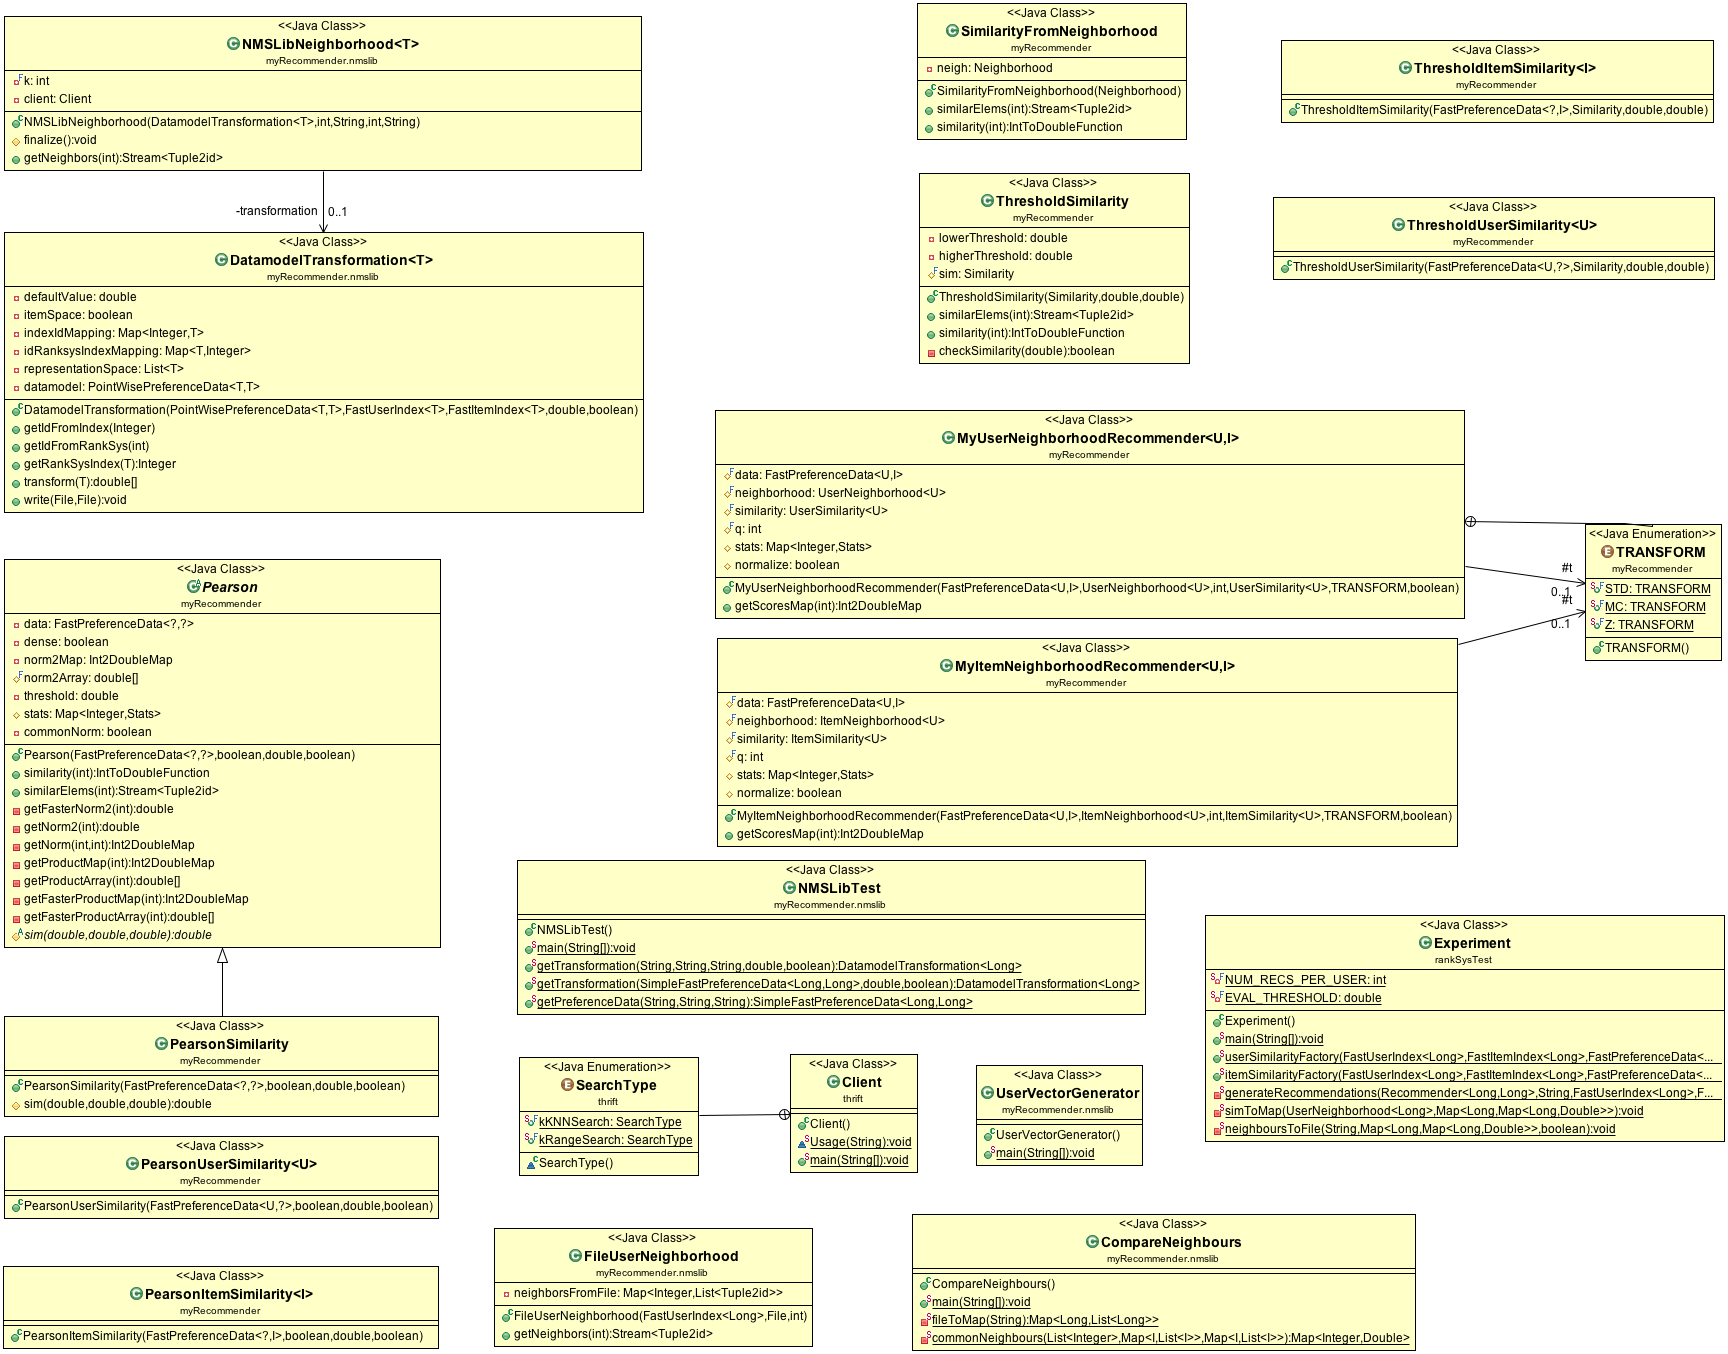 <<Java Class>>
NMSLibNeighborhood<T>
myRecommender.nmslib
k: int
client: Client
NMSLibNeighborhood(DatamodelTransformation<T>,int,String,int,String)
finalize():void
getNeighbors(int):Stream<Tuple2id>
-transformation
0..1
<<Java Class>>
DatamodelTransformation<T>
myRecommender.nmslib
defaultValue: double
itemSpace: boolean
indexIdMapping: Map<Integer,T>
idRanksysIndexMapping: Map<T,Integer>
representationSpace: List<T>
datamodel: PointWisePreferenceData<T,T>
DatamodelTransformation(PointWisePreferenceData<T,T>,FastUserIndex<T>,FastItemIndex<T>,double,boolean)
getIdFromIndex(Integer)
getIdFromRankSys(int)
getRankSysIndex(T):Integer
transform(T):double[]
write(File,File):void
<<Java Class>>
Pearson
myRecommender
data: FastPreferenceData<?,?>
dense: boolean
norm2Map: Int2DoubleMap
norm2Array: double[]
threshold: double
stats: Map<Integer,Stats>
commonNorm: boolean
Pearson(FastPreferenceData<?,?>,boolean,double,boolean)
similarity(int):IntToDoubleFunction
similarElems(int):Stream<Tuple2id>
getFasterNorm2(int):double
getNorm2(int):double
getNorm(int,int):Int2DoubleMap
getProductMap(int):Int2DoubleMap
getProductArray(int):double[]
getFasterProductMap(int):Int2DoubleMap
getFasterProductArray(int):double[]
sim(double,double,double):double
<<Java Class>>
PearsonSimilarity
myRecommender
PearsonSimilarity(FastPreferenceData<?,?>,boolean,double,boolean)
sim(double,double,double):double
<<Java Class>>
PearsonUserSimilarity<U>
myRecommender
PearsonUserSimilarity(FastPreferenceData<U,?>,boolean,double,boolean)
<<Java Class>>
PearsonItemSimilarity<I>
myRecommender
PearsonItemSimilarity(FastPreferenceData<?,I>,boolean,double,boolean)
<<Java Class>>
SimilarityFromNeighborhood
myRecommender
neigh: Neighborhood
SimilarityFromNeighborhood(Neighborhood)
similarElems(int):Stream<Tuple2id>
similarity(int):IntToDoubleFunction
<<Java Class>>
ThresholdItemSimilarity<I>
myRecommender
ThresholdItemSimilarity(FastPreferenceData<?,I>,Similarity,double,double)
<<Java Class>>
ThresholdSimilarity
myRecommender
lowerThreshold: double
higherThreshold: double
sim: Similarity
ThresholdSimilarity(Similarity,double,double)
similarElems(int):Stream<Tuple2id>
similarity(int):IntToDoubleFunction
checkSimilarity(double):boolean
<<Java Class>>
ThresholdUserSimilarity<U>
myRecommender
ThresholdUserSimilarity(FastPreferenceData<U,?>,Similarity,double,double)
<<Java Class>>
MyUserNeighborhoodRecommender<U,I>
myRecommender
data: FastPreferenceData<U,I>
neighborhood: UserNeighborhood<U>
similarity: UserSimilarity<U>
q: int
stats: Map<Integer,Stats>
normalize: boolean
MyUserNeighborhoodRecommender(FastPreferenceData<U,I>,UserNeighborhood<U>,int,UserSimilarity<U>,TRANSFORM,boolean)
getScoresMap(int):Int2DoubleMap
#t
0..1
#t
0..1
<<Java Enumeration>>
TRANSFORM
myRecommender
STD: TRANSFORM
MC: TRANSFORM
Z: TRANSFORM
TRANSFORM()
<<Java Class>>
MyItemNeighborhoodRecommender<U,I>
myRecommender
data: FastPreferenceData<U,I>
neighborhood: ItemNeighborhood<U>
similarity: ItemSimilarity<U>
q: int
stats: Map<Integer,Stats>
normalize: boolean
MyItemNeighborhoodRecommender(FastPreferenceData<U,I>,ItemNeighborhood<U>,int,ItemSimilarity<U>,TRANSFORM,boolean)
getScoresMap(int):Int2DoubleMap
<<Java Class>>
NMSLibTest
myRecommender.nmslib
NMSLibTest()
main(String[]):void
getTransformation(String,String,String,double,boolean):DatamodelTransformation<Long>
getTransformation(SimpleFastPreferenceData<Long,Long>,double,boolean):DatamodelTransformation<Long>
getPreferenceData(String,String,String):SimpleFastPreferenceData<Long,Long>
<<Java Class>>
Experiment
rankSysTest
NUM_RECS_PER_USER: int
EVAL_THRESHOLD: double
Experiment()
main(String[]):void
userSimilarityFactory(FastUserIndex<Long>,FastItemIndex<Long>,FastPreferenceData<...
itemSimilarityFactory(FastUserIndex<Long>,FastItemIndex<Long>,FastPreferenceData<...
generateRecommendations(Recommender<Long,Long>,String,FastUserIndex<Long>,F...
simToMap(UserNeighborhood<Long>,Map<Long,Map<Long,Double>>):void
neighboursToFile(String,Map<Long,Map<Long,Double>>,boolean):void
<<Java Enumeration>>
SearchType
thrift
kKNNSearch: SearchType
kRangeSearch: SearchType
SearchType()
<<Java Class>>
Client
thrift
Client()
Usage(String):void
main(String[]):void
<<Java Class>>
UserVectorGenerator
myRecommender.nmslib
UserVectorGenerator()
main(String[]):void
<<Java Class>>
FileUserNeighborhood
myRecommender.nmslib
neighborsFromFile: Map<Integer,List<Tuple2id>>
FileUserNeighborhood(FastUserIndex<Long>,File,int)
getNeighbors(int):Stream<Tuple2id>
<<Java Class>>
CompareNeighbours
myRecommender.nmslib
CompareNeighbours()
main(String[]):void
fileToMap(String):Map<Long,List<Long>>
commonNeighbours(List<Integer>,Map<I,List<I>>,Map<I,List<I>>):Map<Integer,Double>